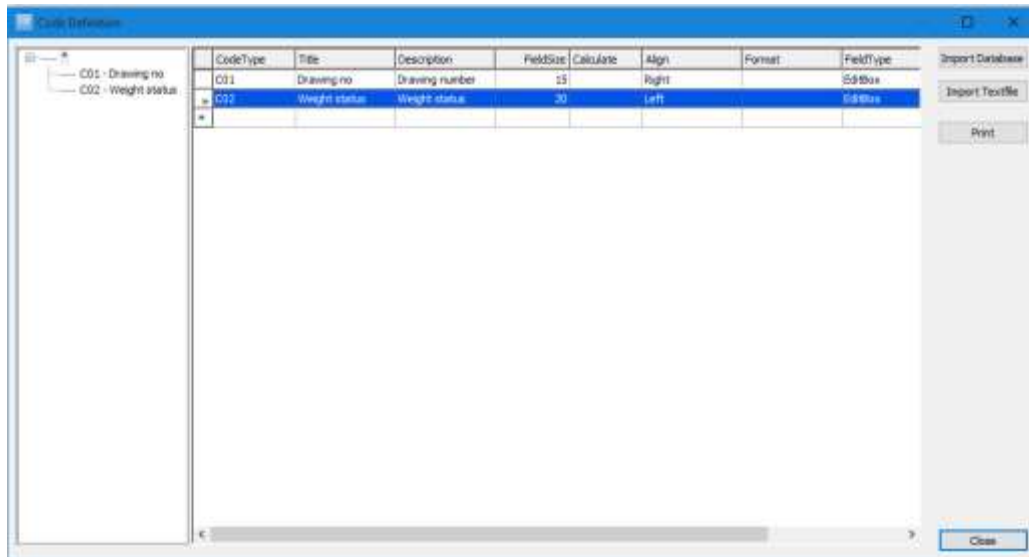 Code Definition
C01 - Drawing no
C02 - Weight status
CodeType Title Description FieldSize Calculate Align Format FieldType
C01 Drawing no Drawing number 15 Right EditBox
C02 Weight status Weight status 20 Left EditBox
Import Database
Import Textfile
Print
Close